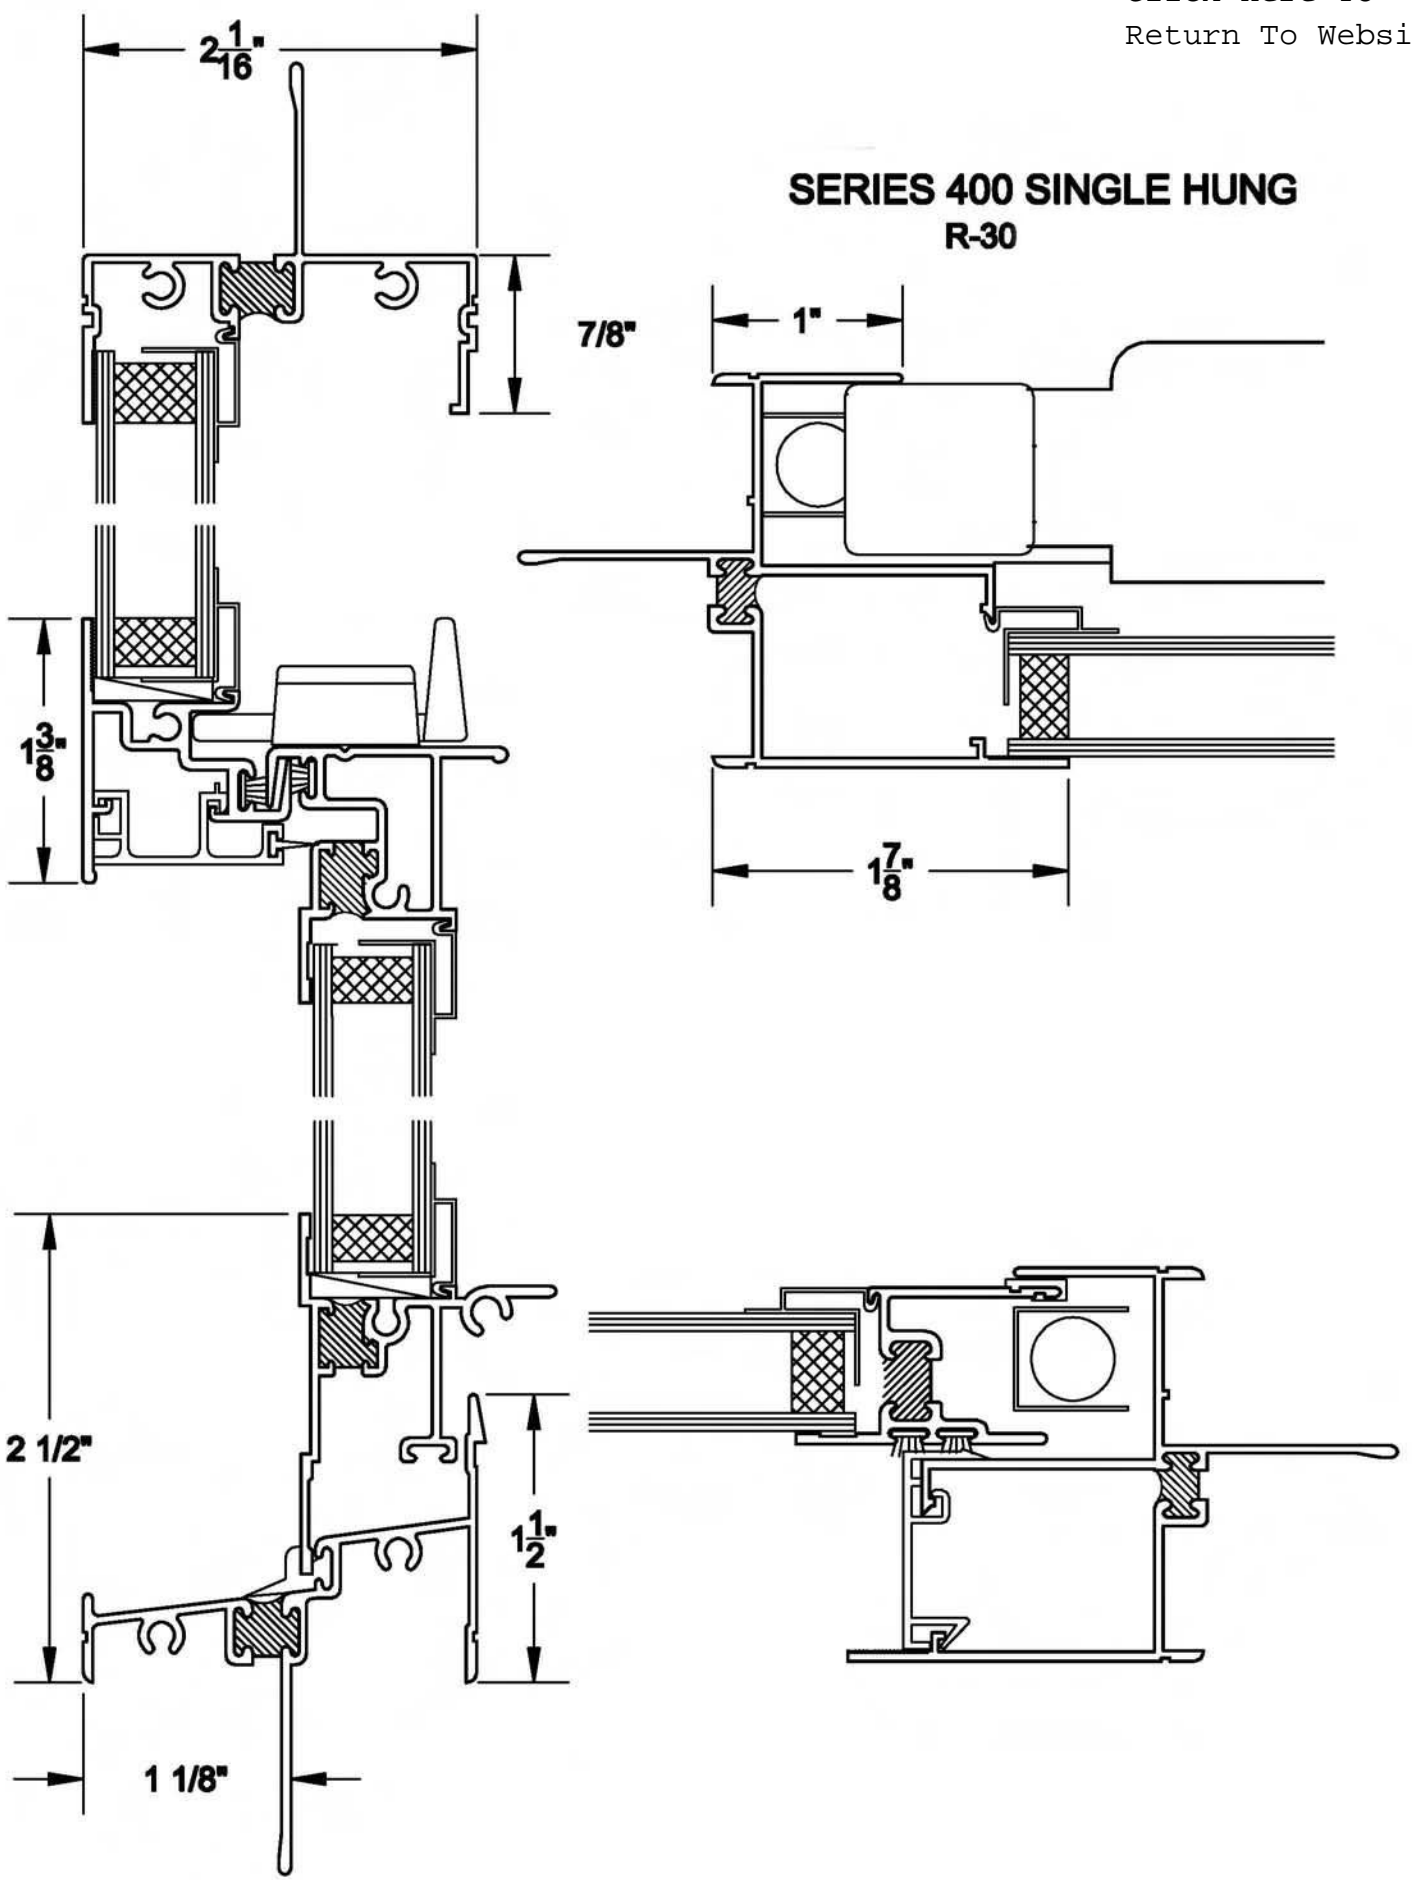 Return To Websi
2 1/16"
SERIES 400 SINGLE HUNG
R-30
7/8"
1"
1 3/8"
1 7/8"
2 1/2"
1 1/2"
1 1/8"